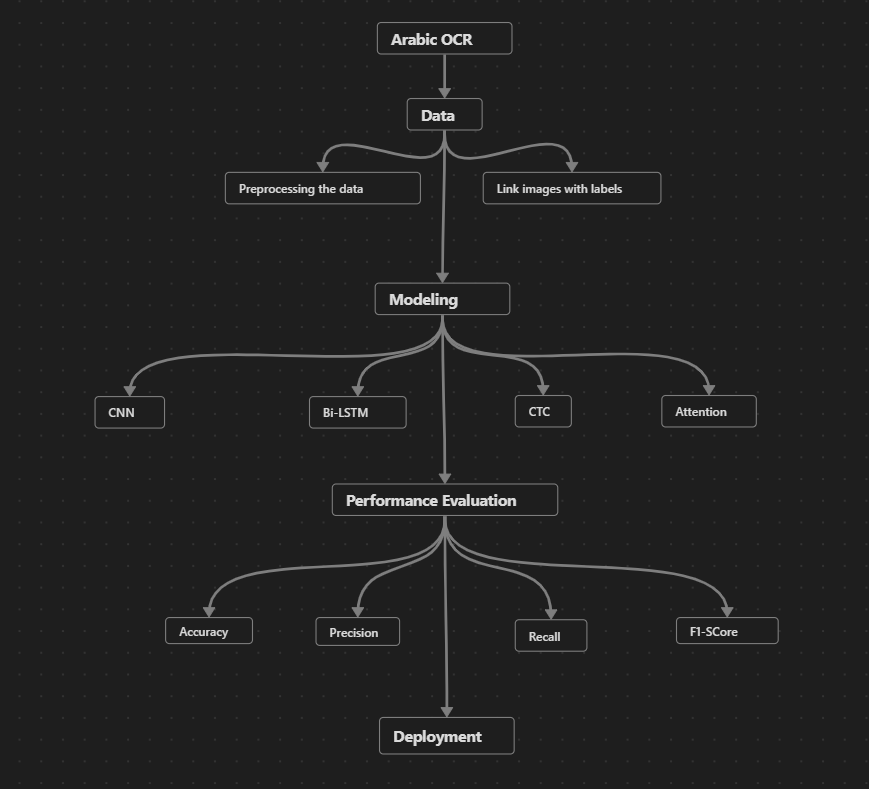 Arabic OCR
Data
Preprocessing the data
Link images with labels
Modeling
CNN
Bi-LSTM
CTC
Attention
Performance Evaluation
Accuracy
Precision
Recall
F1-SCore
Deployment